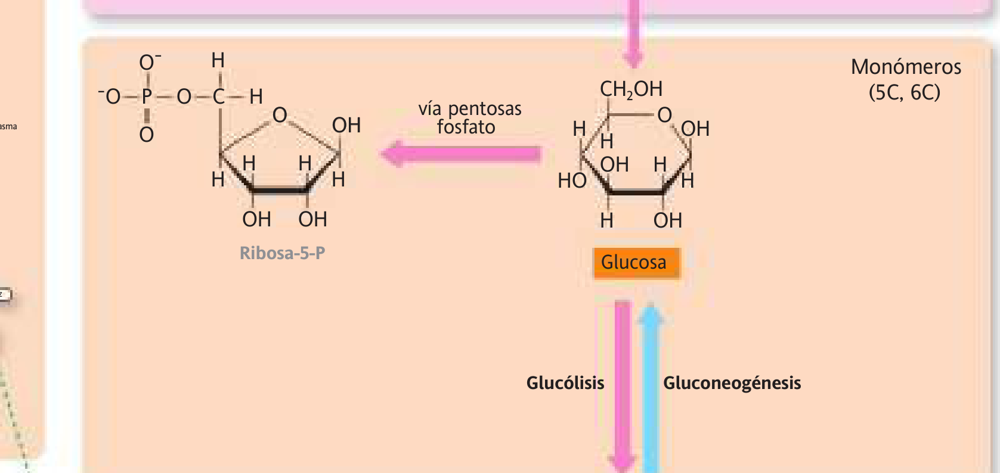 Monómeros
(5C, 6C)
O⁻ H
⁻O P O C H
O
O
OH
H H
H H
OH OH
Ribosa-5-P
vía pentosas
fosfato
CH₂OH
O
H OH
H
OH H
HO H
H OH
Glucosa
Glucólisis Gluconeogénesis
asma
z